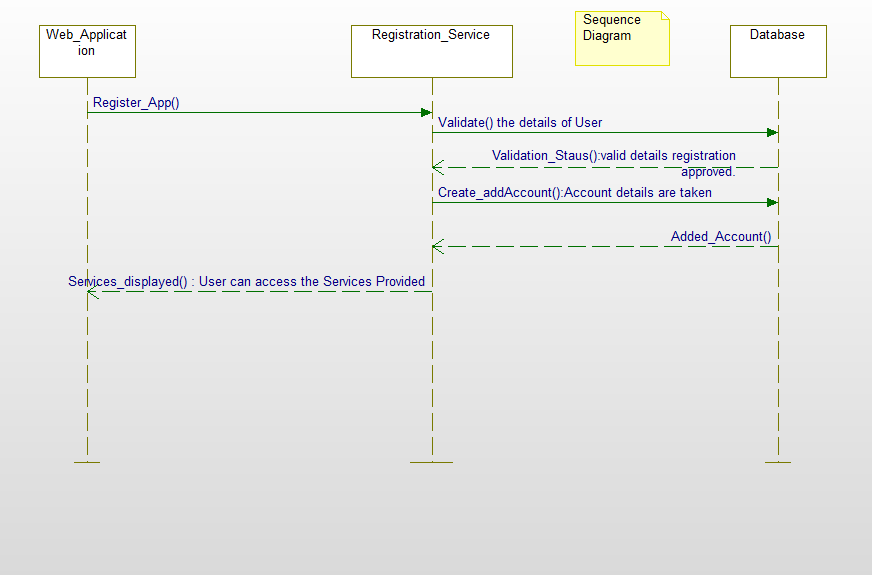 Web_Applicat
ion
Registration_Service
Sequence
Diagram
Database
Register_App()
Validate() the details of User
Validation_Staus():valid details registration
approved.
Create_addAccount():Account details are taken
Added_Account()
Services_displayed() : User can access the Services Provided